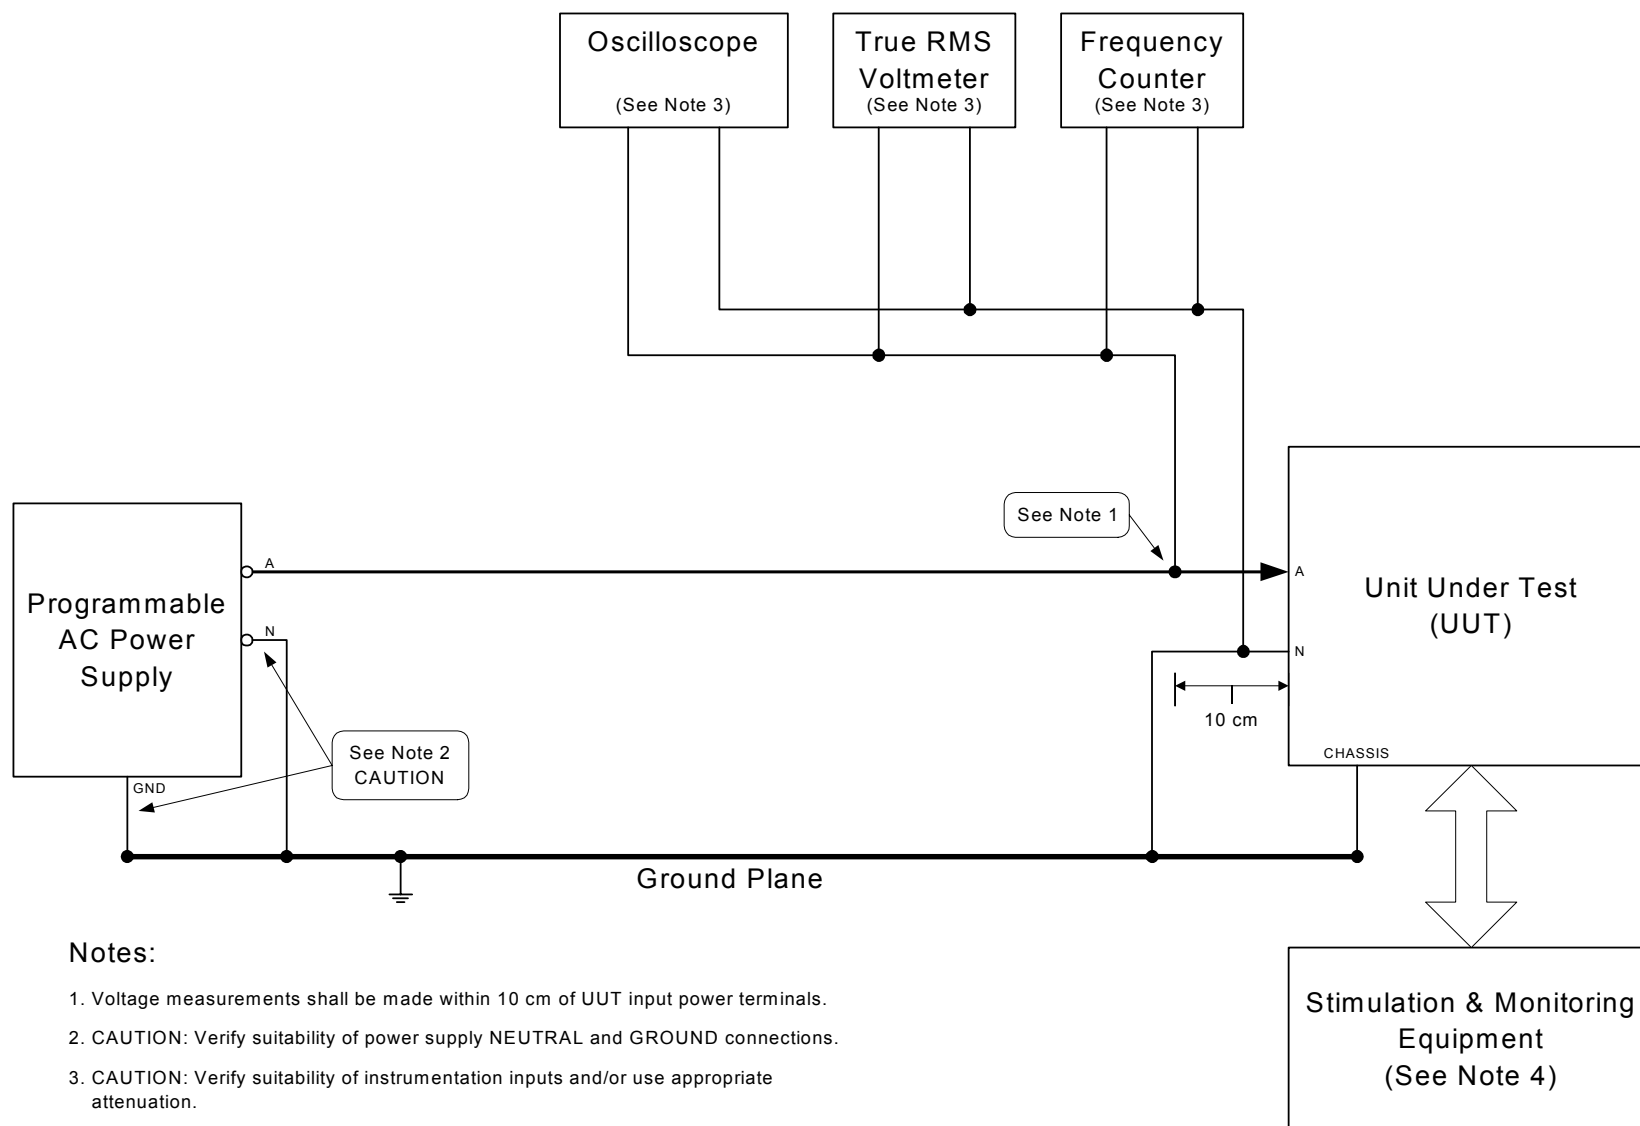 Oscilloscope
(See Note 3)
True RMS
Voltmeter
(See Note 3)
Frequency
Counter
(See Note 3)
See Note 1
Programmable
AC Power
Supply
A
N
GND
See Note 2
CAUTION
A
N
Unit Under Test
(UUT)
10 cm
CHASSIS
Ground Plane
Stimulation & Monitoring
Equipment
(See Note 4)
Notes:
1. Voltage measurements shall be made within 10 cm of UUT input power terminals.
2. CAUTION: Verify suitability of power supply NEUTRAL and GROUND connections.
3. CAUTION: Verify suitability of instrumentation inputs and/or use appropriate
attenuation.